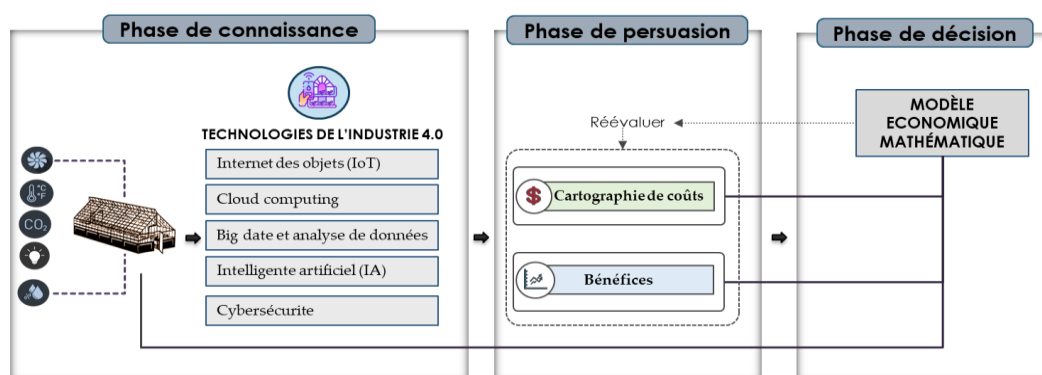 Phase de connaissance
TECHNOLOGIES DE L'INDUSTRIE 4.0
Internet des objets (IoT)
Cloud computing
Big date et analyse de données
Intelligente artificiel (IA)
Cybersécurite
°C
°F
CO₂
Phase de persuasion
Réévaluer
$
Cartographie de coûts
Bénéfices
Phase de décision
MODÈLE
ECONOMIQUE
MATHÉMATIQUE